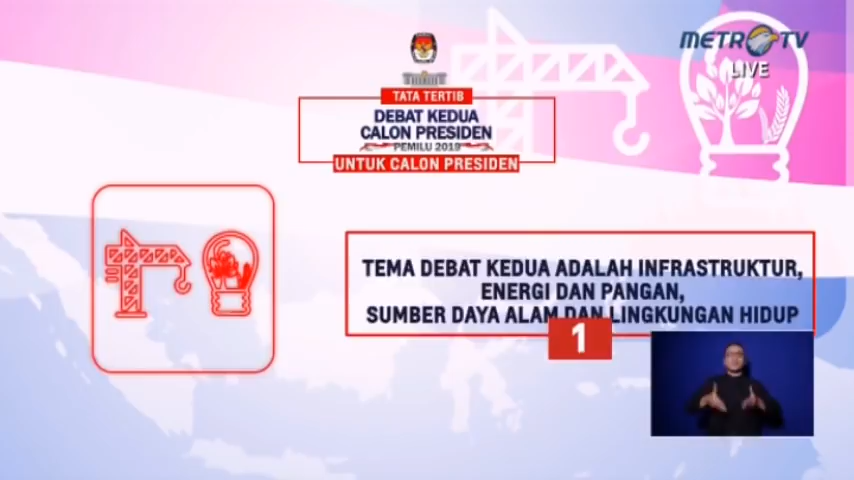 METRO TV
LIVE
TATA TERTIB
DEBAT KEDUA
CALON PRESIDEN
PEMILU 2019
UNTUK CALON PRESIDEN
TEMA DEBAT KEDUA ADALAH INFRASTRUKTUR,
ENERGI DAN PANGAN,
SUMBER DAYA ALAM DAN LINGKUNGAN HIDUP
1